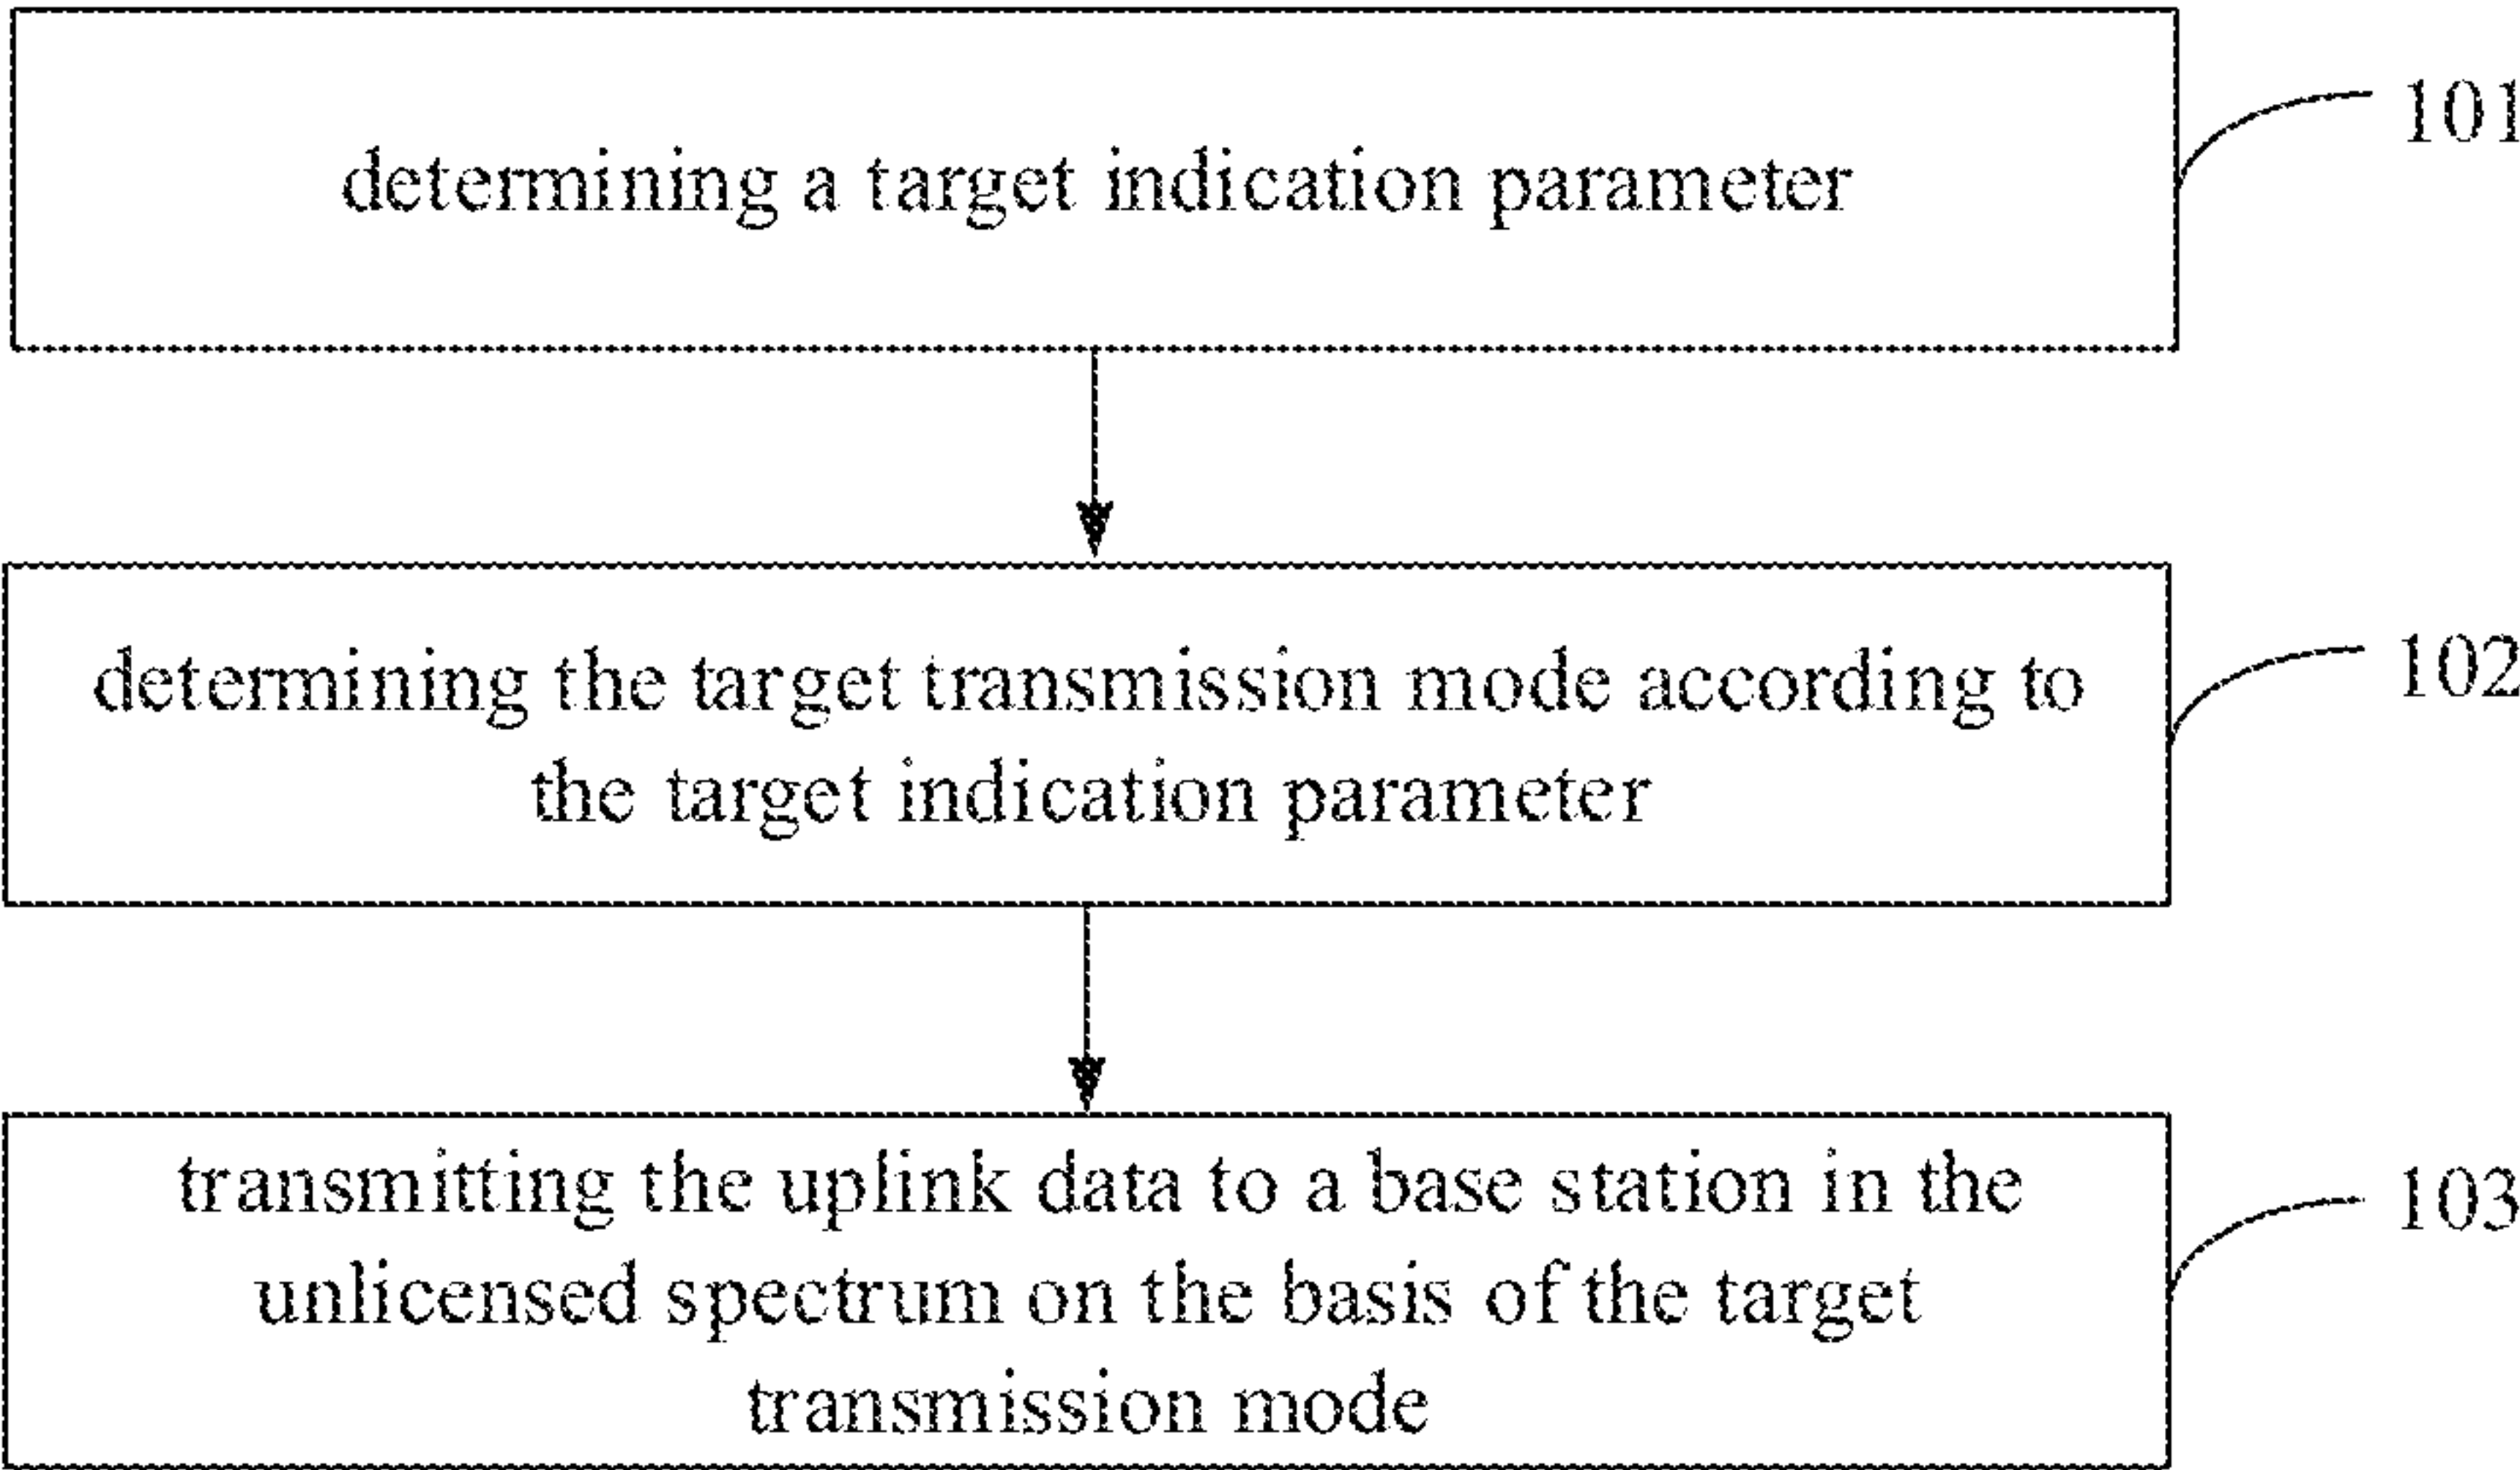 determining a target indication parameter
101
determining the target transmission mode according to
the target indication parameter
102
transmitting the uplink data to a base station in the
unlicensed spectrum on the basis of the target
transmission mode
103